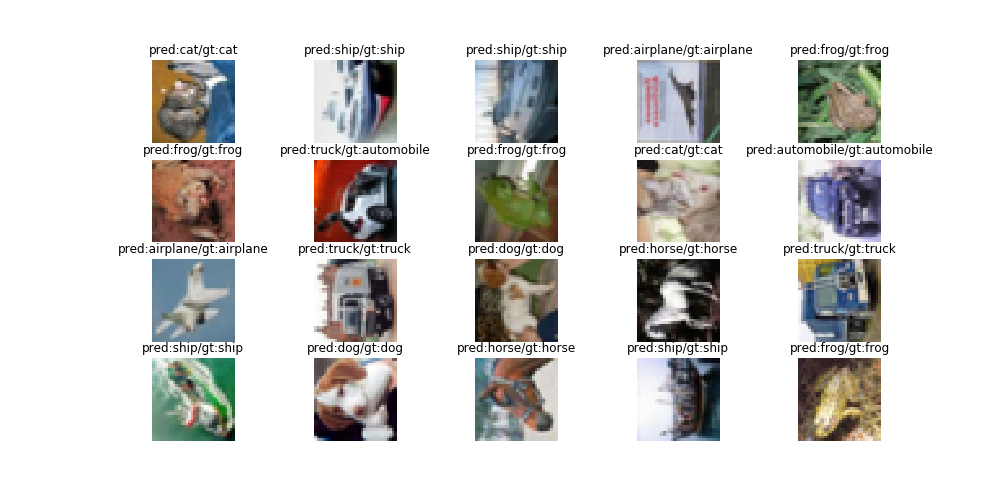 pred:cat/gt:cat
pred:ship/gt:ship
pred:ship/gt:ship
pred:airplane/gt:airplane
pred:frog/gt:frog
pred:frog/gt:frog
pred:truck/gt:automobile
pred:frog/gt:frog
pred:cat/gt:cat
pred:automobile/gt:automobile
pred:airplane/gt:airplane
pred:truck/gt:truck
pred:dog/gt:dog
pred:horse/gt:horse
pred:truck/gt:truck
pred:ship/gt:ship
pred:dog/gt:dog
pred:horse/gt:horse
pred:ship/gt:ship
pred:frog/gt:frog